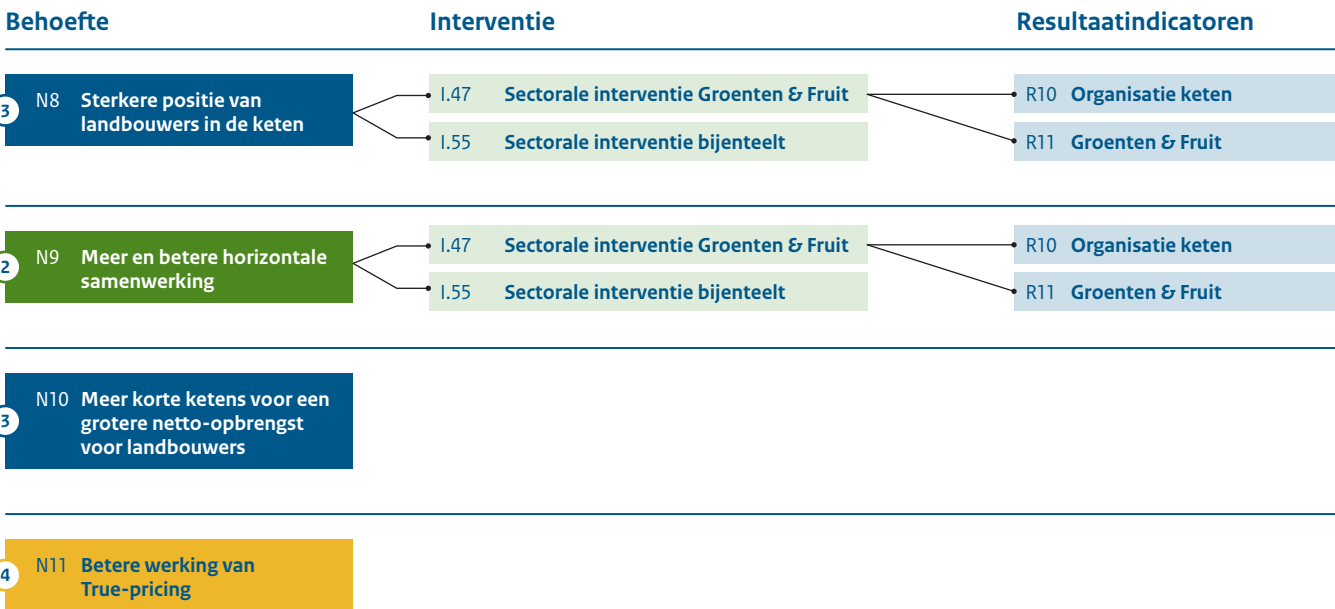 Behoefte Interventie Resultaatindicatoren
3 N8 Sterkere positie van
landbouwers in de keten
I.47 Sectorale interventie Groenten & Fruit
I.55 Sectorale interventie bijenteelt
R10 Organisatie keten
R11 Groenten & Fruit
2 N9 Meer en betere horizontale
samenwerking
I.47 Sectorale interventie Groenten & Fruit
I.55 Sectorale interventie bijenteelt
R10 Organisatie keten
R11 Groenten & Fruit
3 N10 Meer korte ketens voor een
grotere netto-opbrengst
voor landbouwers
4 N11 Betere werking van
True-pricing